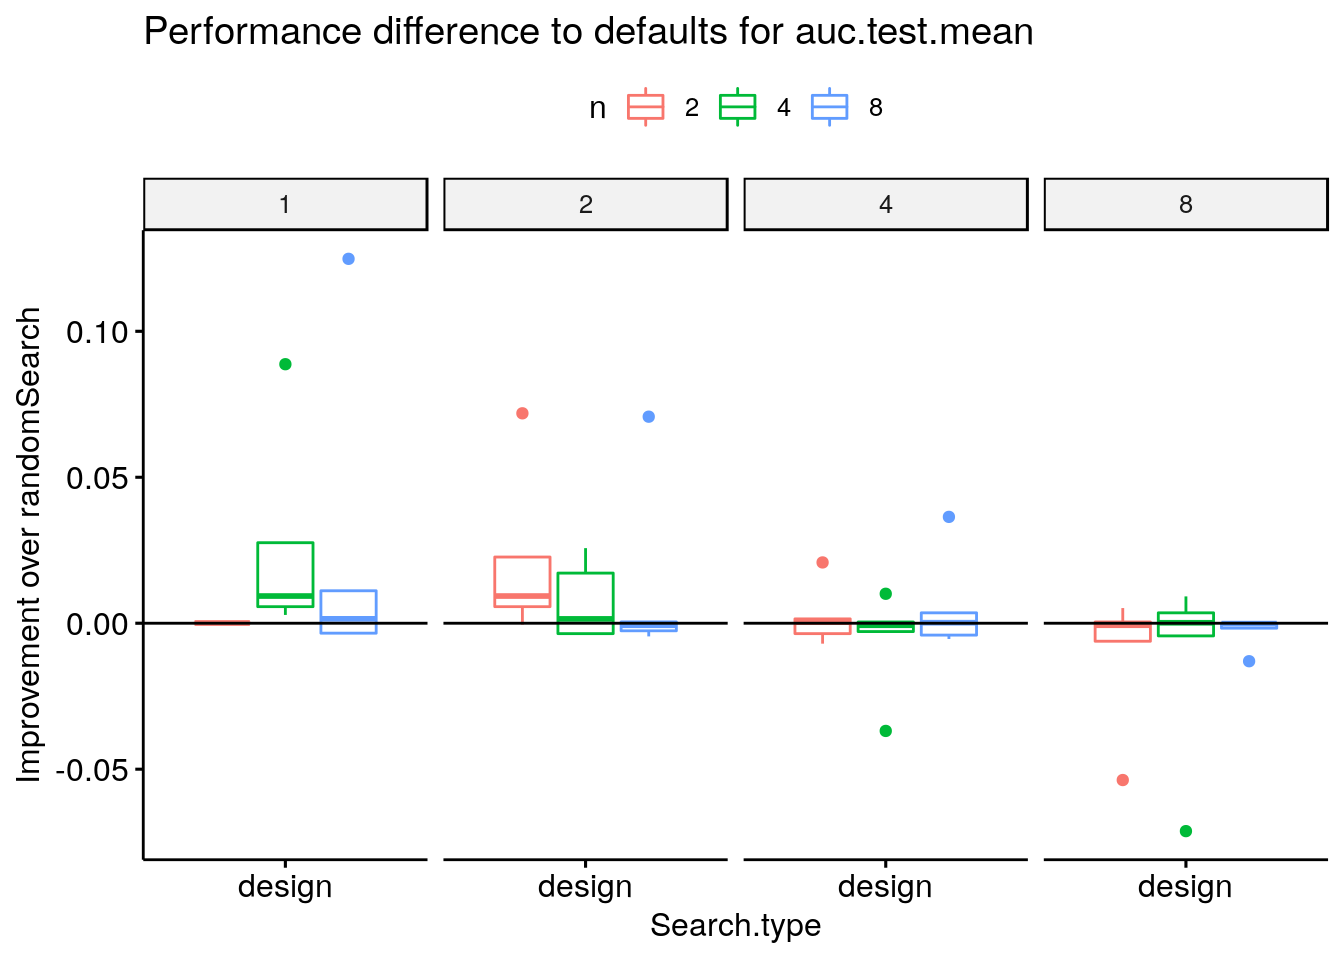 Performance difference to defaults for auc.test.mean
n 2 4 8
1 2 4 8
Improvement over randomSearch
0.10
0.05
0.00
-0.05
design design design design
Search.type